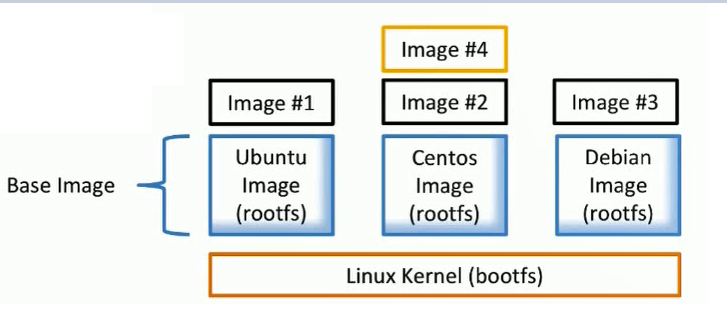 Image #4
Image #1
Image #2
Image #3
Base Image
Ubuntu
Image
(rootfs)
Centos
Image
(rootfs)
Debian
Image
(rootfs)
Linux Kernel (bootfs)